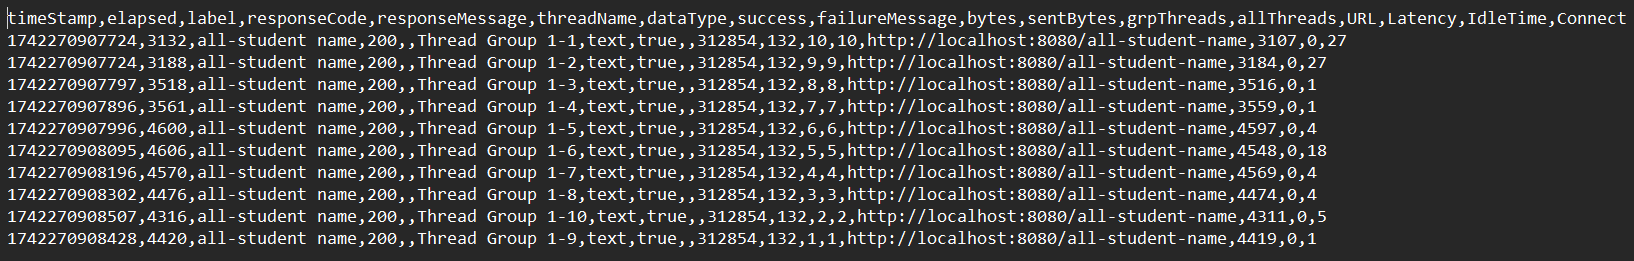 timeStamp,elapsed,label,responseCode,responseMessage,threadName,dataType,success,failureMessage,bytes,sentBytes,grpThreads,allThreads,URL,Latency,IdleTime,Connect
1742270907724,3132,all-student name,200,,Thread Group 1-1,text,true,,312854,132,10,10,http://localhost:8080/all-student-name,3107,0,27
1742270907724,3188,all-student name,200,,Thread Group 1-2,text,true,,312854,132,9,9,http://localhost:8080/all-student-name,3184,0,27
1742270907797,3518,all-student name,200,,Thread Group 1-3,text,true,,312854,132,8,8,http://localhost:8080/all-student-name,3516,0,1
1742270907896,3561,all-student name,200,,Thread Group 1-4,text,true,,312854,132,7,7,http://localhost:8080/all-student-name,3559,0,1
1742270907996,4600,all-student name,200,,Thread Group 1-5,text,true,,312854,132,6,6,http://localhost:8080/all-student-name,4597,0,4
1742270908095,4606,all-student name,200,,Thread Group 1-6,text,true,,312854,132,5,5,http://localhost:8080/all-student-name,4548,0,18
1742270908196,4570,all-student name,200,,Thread Group 1-7,text,true,,312854,132,4,4,http://localhost:8080/all-student-name,4569,0,4
1742270908302,4476,all-student name,200,,Thread Group 1-8,text,true,,312854,132,3,3,http://localhost:8080/all-student-name,4474,0,4
1742270908507,4316,all-student name,200,,Thread Group 1-10,text,true,,312854,132,2,2,http://localhost:8080/all-student-name,4311,0,5
1742270908428,4420,all-student name,200,,Thread Group 1-9,text,true,,312854,132,1,1,http://localhost:8080/all-student-name,4419,0,1